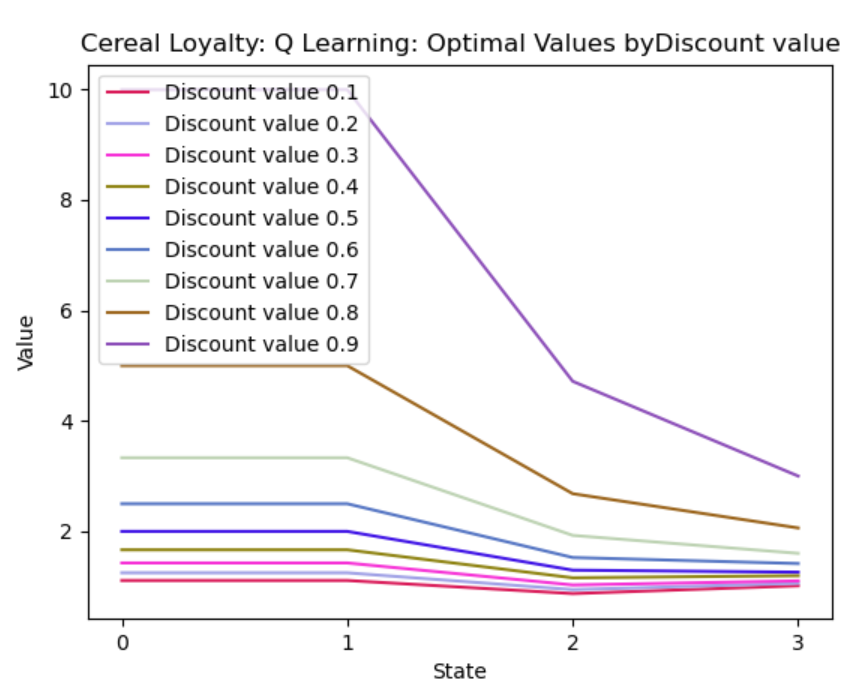 Cereal Loyalty: Q Learning: Optimal Values byDiscount value
10
8
6
4
2
Value
Discount value 0.1
Discount value 0.2
Discount value 0.3
Discount value 0.4
Discount value 0.5
Discount value 0.6
Discount value 0.7
Discount value 0.8
Discount value 0.9
0 1 2 3
State